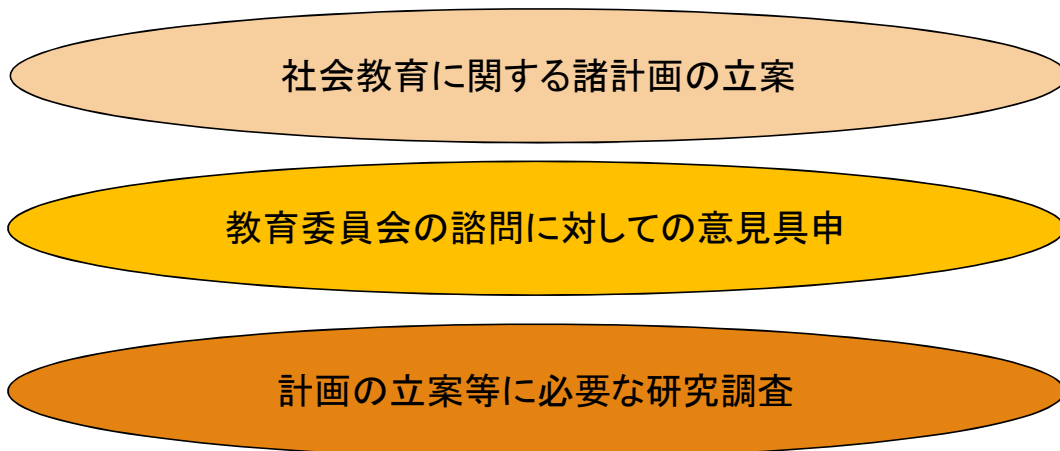 社会教育に関する諸計画の立案
教育委員会の諮問に対しての意見具申
計画の立案等に必要な研究調査